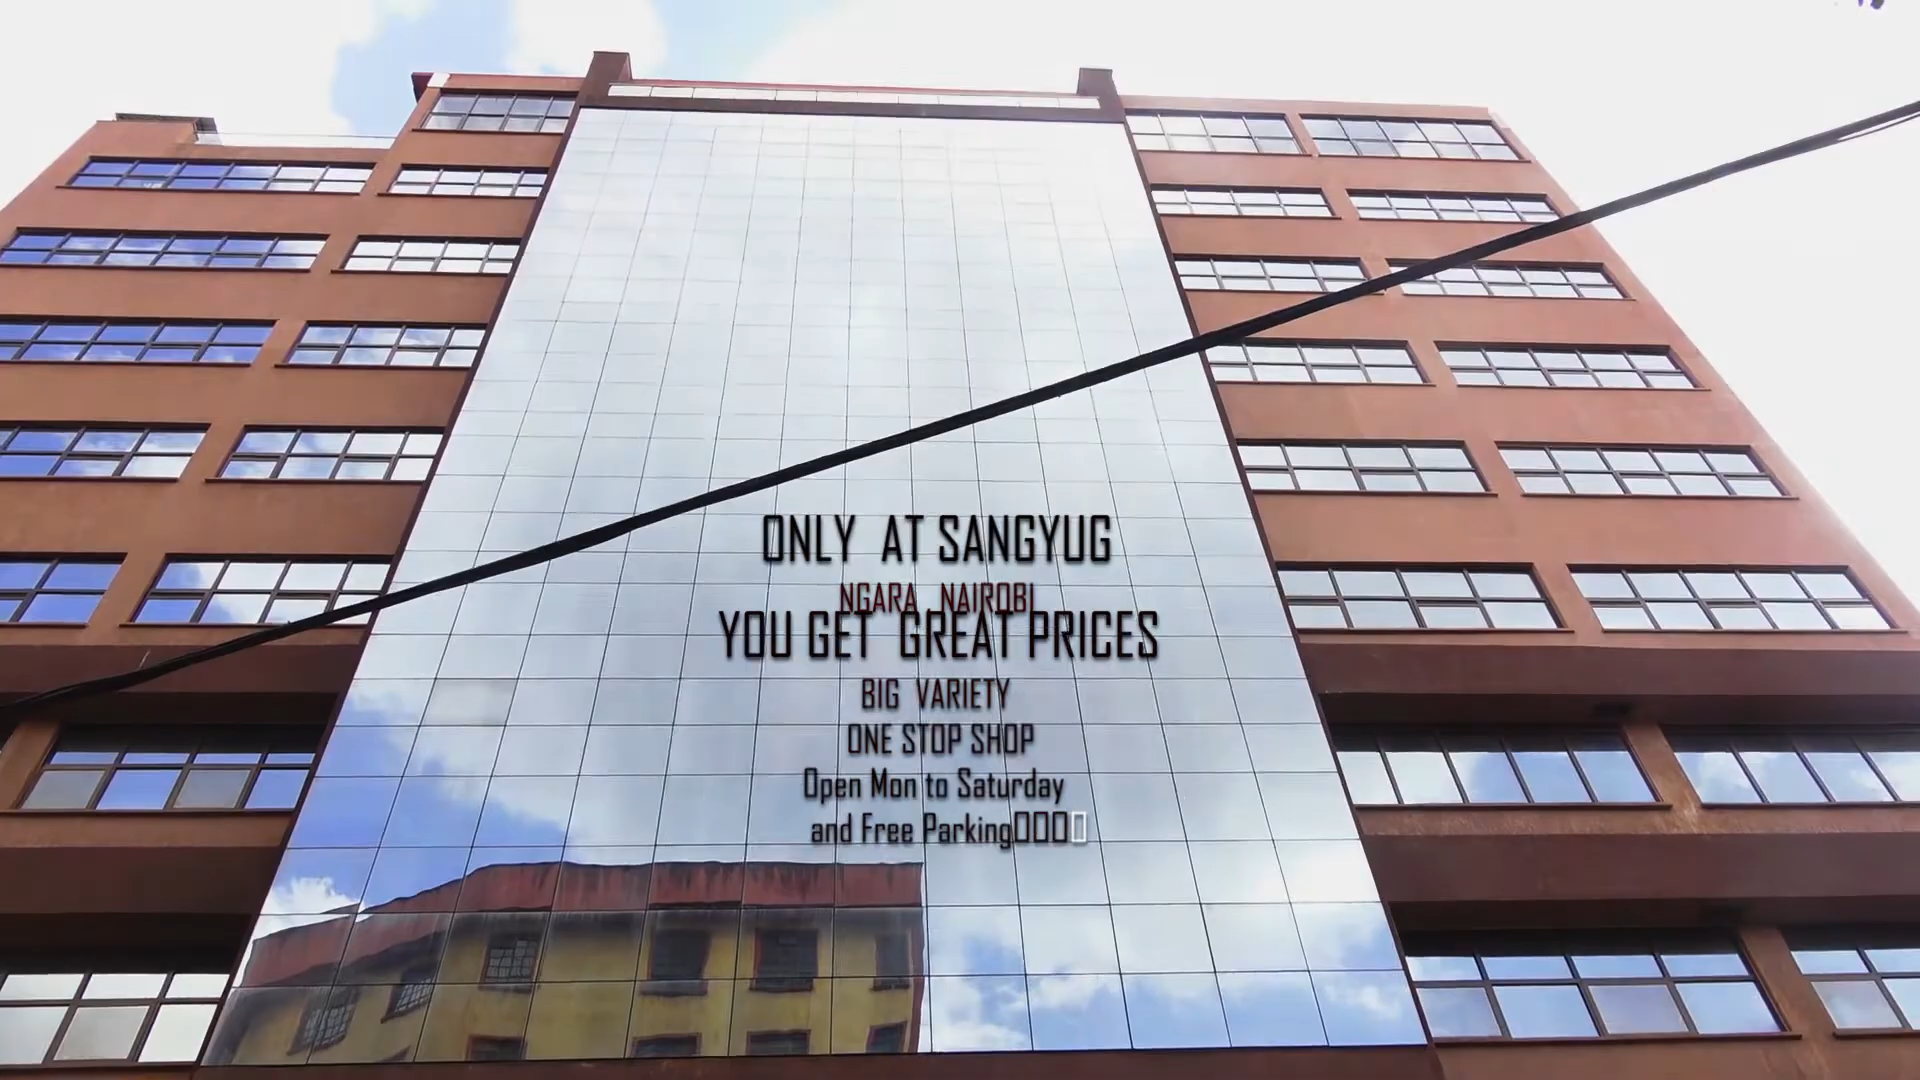 ONLY AT SANGYUG
NGARA , NAIROBI
YOU GET GREAT PRICES
BIG VARIETY
ONE STOP SHOP
Open Mon to Saturday
and Free Parking